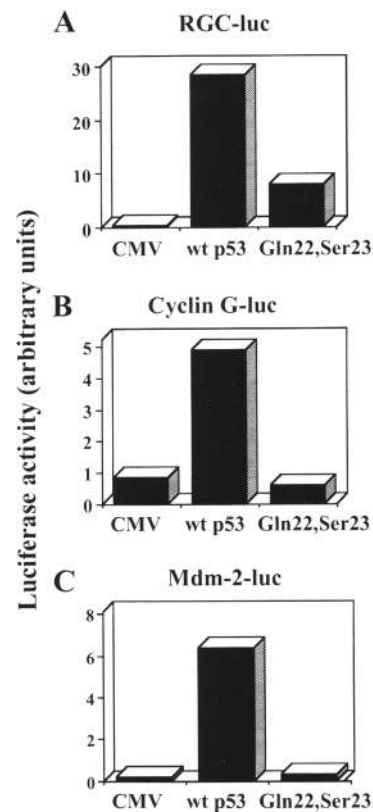 A
RGC-luc
30
20
10
0
CMV wt p53 Gln22,Ser23
Luciferase activity (arbitrary units)
B
Cyclin G-luc
5
4
3
2
1
0
CMV wt p53 Gln22,Ser23
C
Mdm-2-luc
8
6
4
2
0
CMV wt p53 Gln22,Ser23